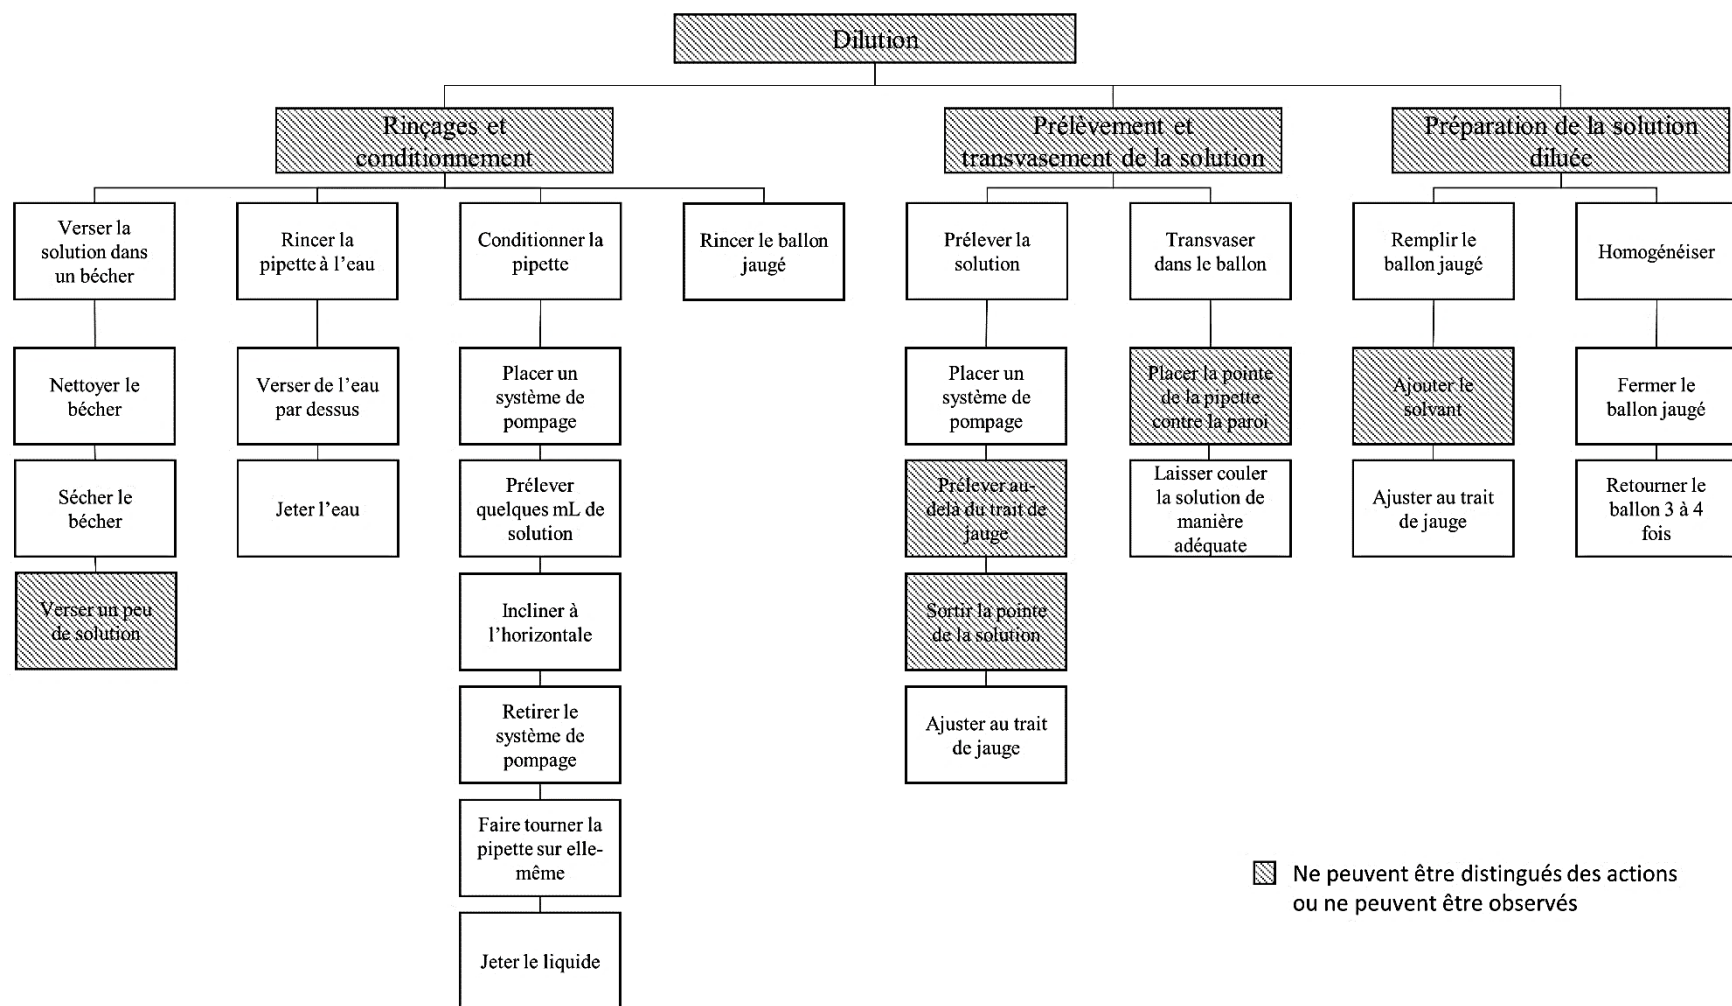 Dilution
Rinçages et
conditionnement
Prélèvement et
transvasement de la solution
Préparation de la solution
diluée
Verser la
solution dans
un bécher
Rincer la
pipette à l'eau
Conditionner la
pipette
Rincer le ballon
jaugé
Prélever la
solution
Transvaser
dans le ballon
Remplir le
ballon jaugé
Homogénéiser
Nettoyer le
bécher
Verser de l'eau
par dessus
Placer un
système de
pompage
Placer un
système de
pompage
Placer la pointe
de la pipette
contre la paroi
Ajouter le
solvant
Fermer le
ballon jaugé
Sécher le
bécher
Jeter l'eau
Prélever
quelques mL de
solution
Prélever au-
delà du trait de
jauge
Laisser couler
la solution de
manière
adéquate
Ajuster au trait
de jauge
Retourner le
ballon 3 à 4
fois
Verser un peu
de solution
Incliner à
l'horizontale
Sortir la pointe
de la solution
Retirer le
système de
pompage
Ajuster au trait
de jauge
Faire tourner la
pipette sur elle-
même
Jeter le liquide
Ne peuvent être distingués des actions
ou ne peuvent être observés